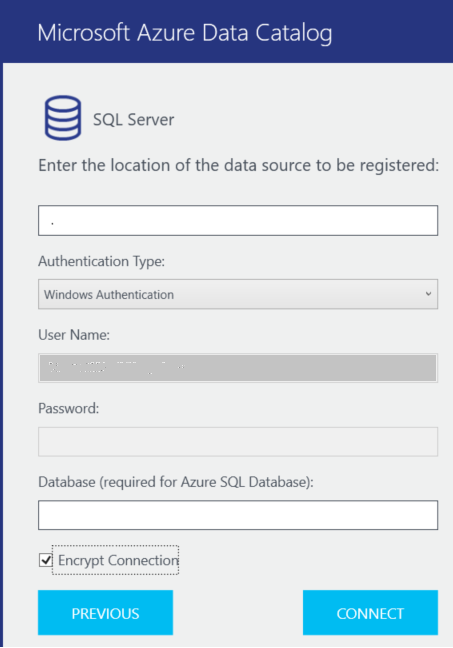 Microsoft Azure Data Catalog
SQL Server
Enter the location of the data source to be registered:
.
Authentication Type:
Windows Authentication
User Name:
Password:
Database (required for Azure SQL Database):
Encrypt Connection
PREVIOUS
CONNECT